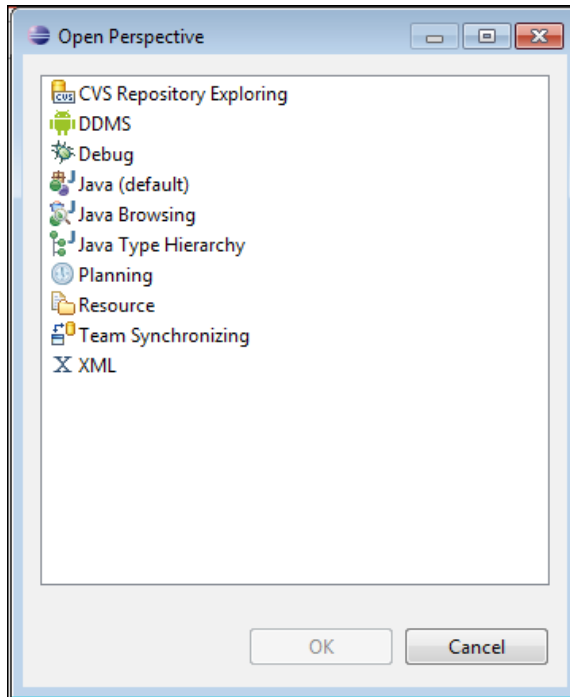 Open Perspective
CVS Repository Exploring
DDMS
Debug
Java (default)
Java Browsing
Java Type Hierarchy
Planning
Resource
Team Synchronizing
X XML
OK
Cancel